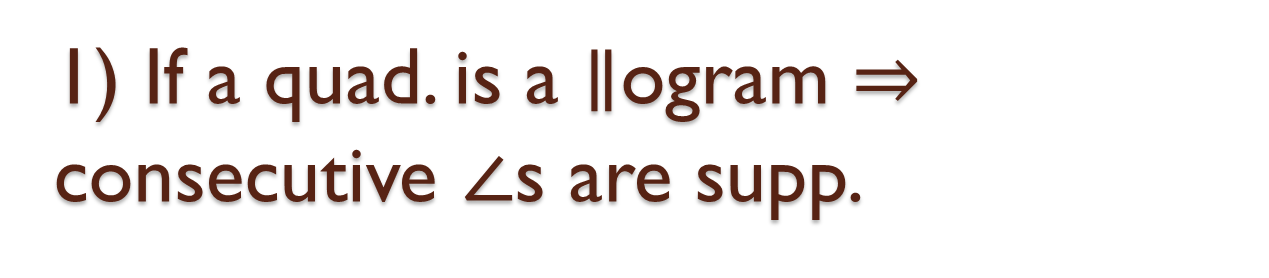 1) If a quad. is a ∥ogram ⇒
consecutive ∠s are supp.